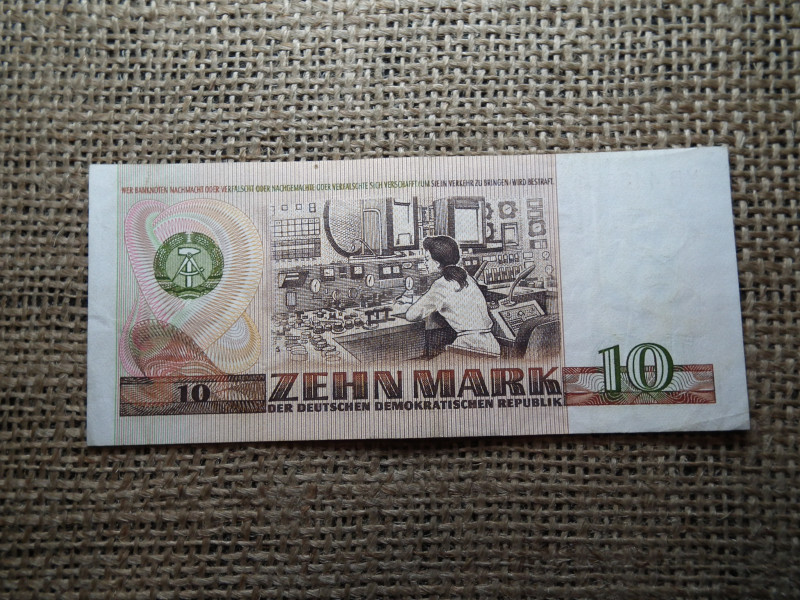 WER BANKNOTEN NACHMACHT ODER VERFÄLSCHT ODER NACHGEMACHTE ODER VERFÄLSCHTE SICH VERSCHAFFT UM SIE IN VERKEHR ZU BRINGEN WIRD BESTRAFT
10 ZEHN MARK 10
DER DEUTSCHEN DEMOKRATISCHEN REPUBLIK